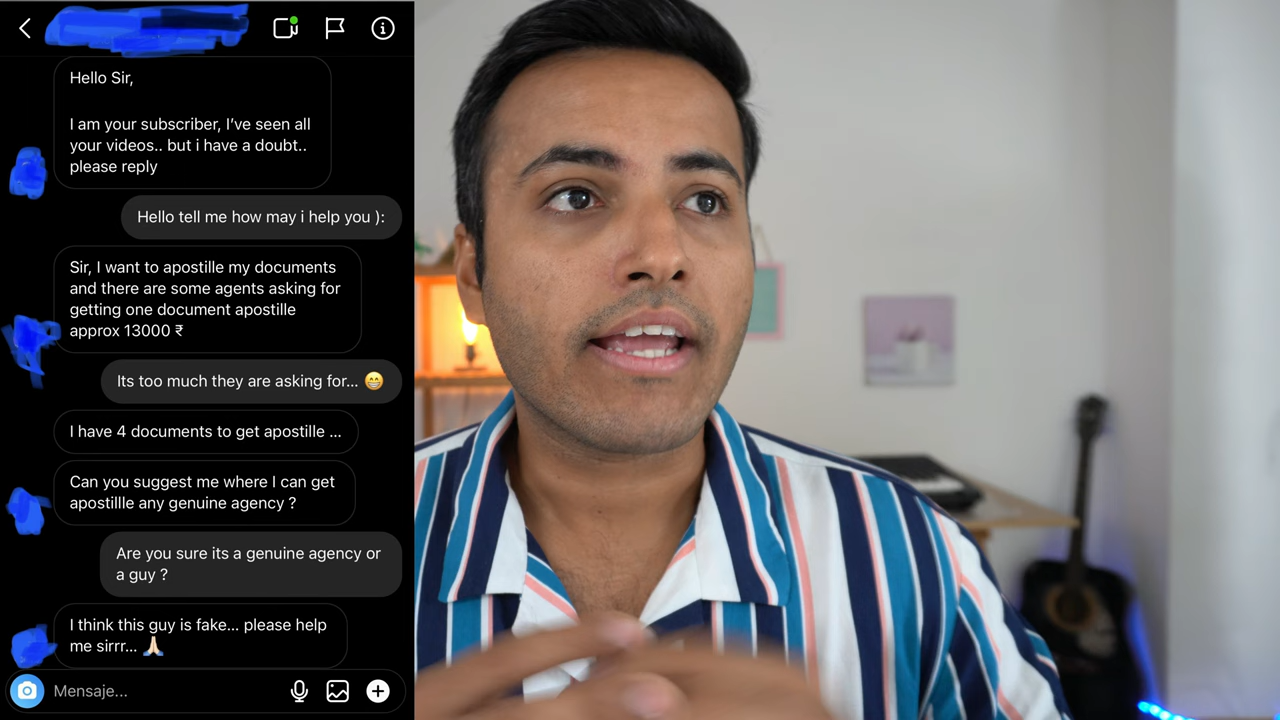 Hello Sir,
I am your subscriber, I've seen all
your videos.. but i have a doubt..
please reply
Hello tell me how may i help you ):
Sir, I want to apostille my documents
and there are some agents asking for
getting one document apostille
approx 13000 ₹
Its too much they are asking for... 😁
I have 4 documents to get apostille ...
Can you suggest me where I can get
apostillle any genuine agency ?
Are you sure its a genuine agency or
a guy ?
I think this guy is fake... please help
me sirrr... 🙏🏻
Mensaje...